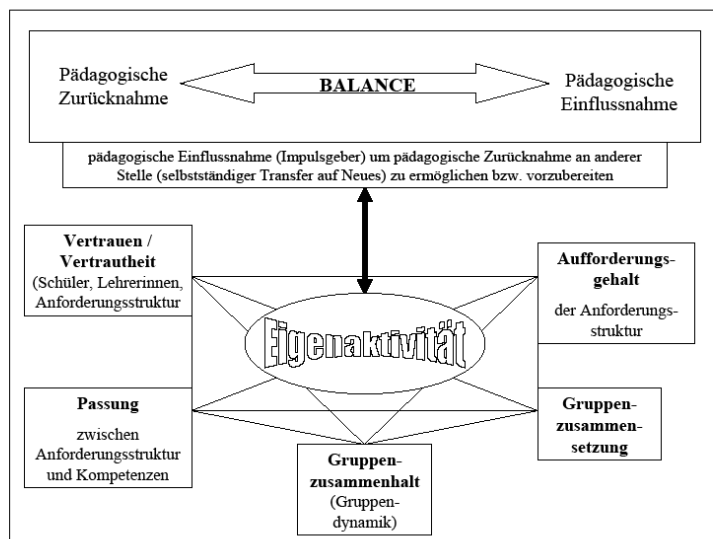 Pädagogische
Zurücknahme
BALANCE
Pädagogische
Einflussnahme
pädagogische Einflussnahme (Impulsgeber) um pädagogische Zurücknahme an anderer
Stelle (selbstständiger Transfer auf Neues) zu ermöglichen bzw. vorzubereiten
Vertrauen /
Vertrautheit
(Schüler, Lehrerinnen,
Anforderungsstruktur
Aufforderungs-
gehalt
der Anforderungs-
struktur
Eigenaktivität
Passung
zwischen
Anforderungsstruktur
und Kompetenzen
Gruppen-
zusammenhalt
(Gruppen-
dynamik)
Gruppen-
zusammen-
setzung